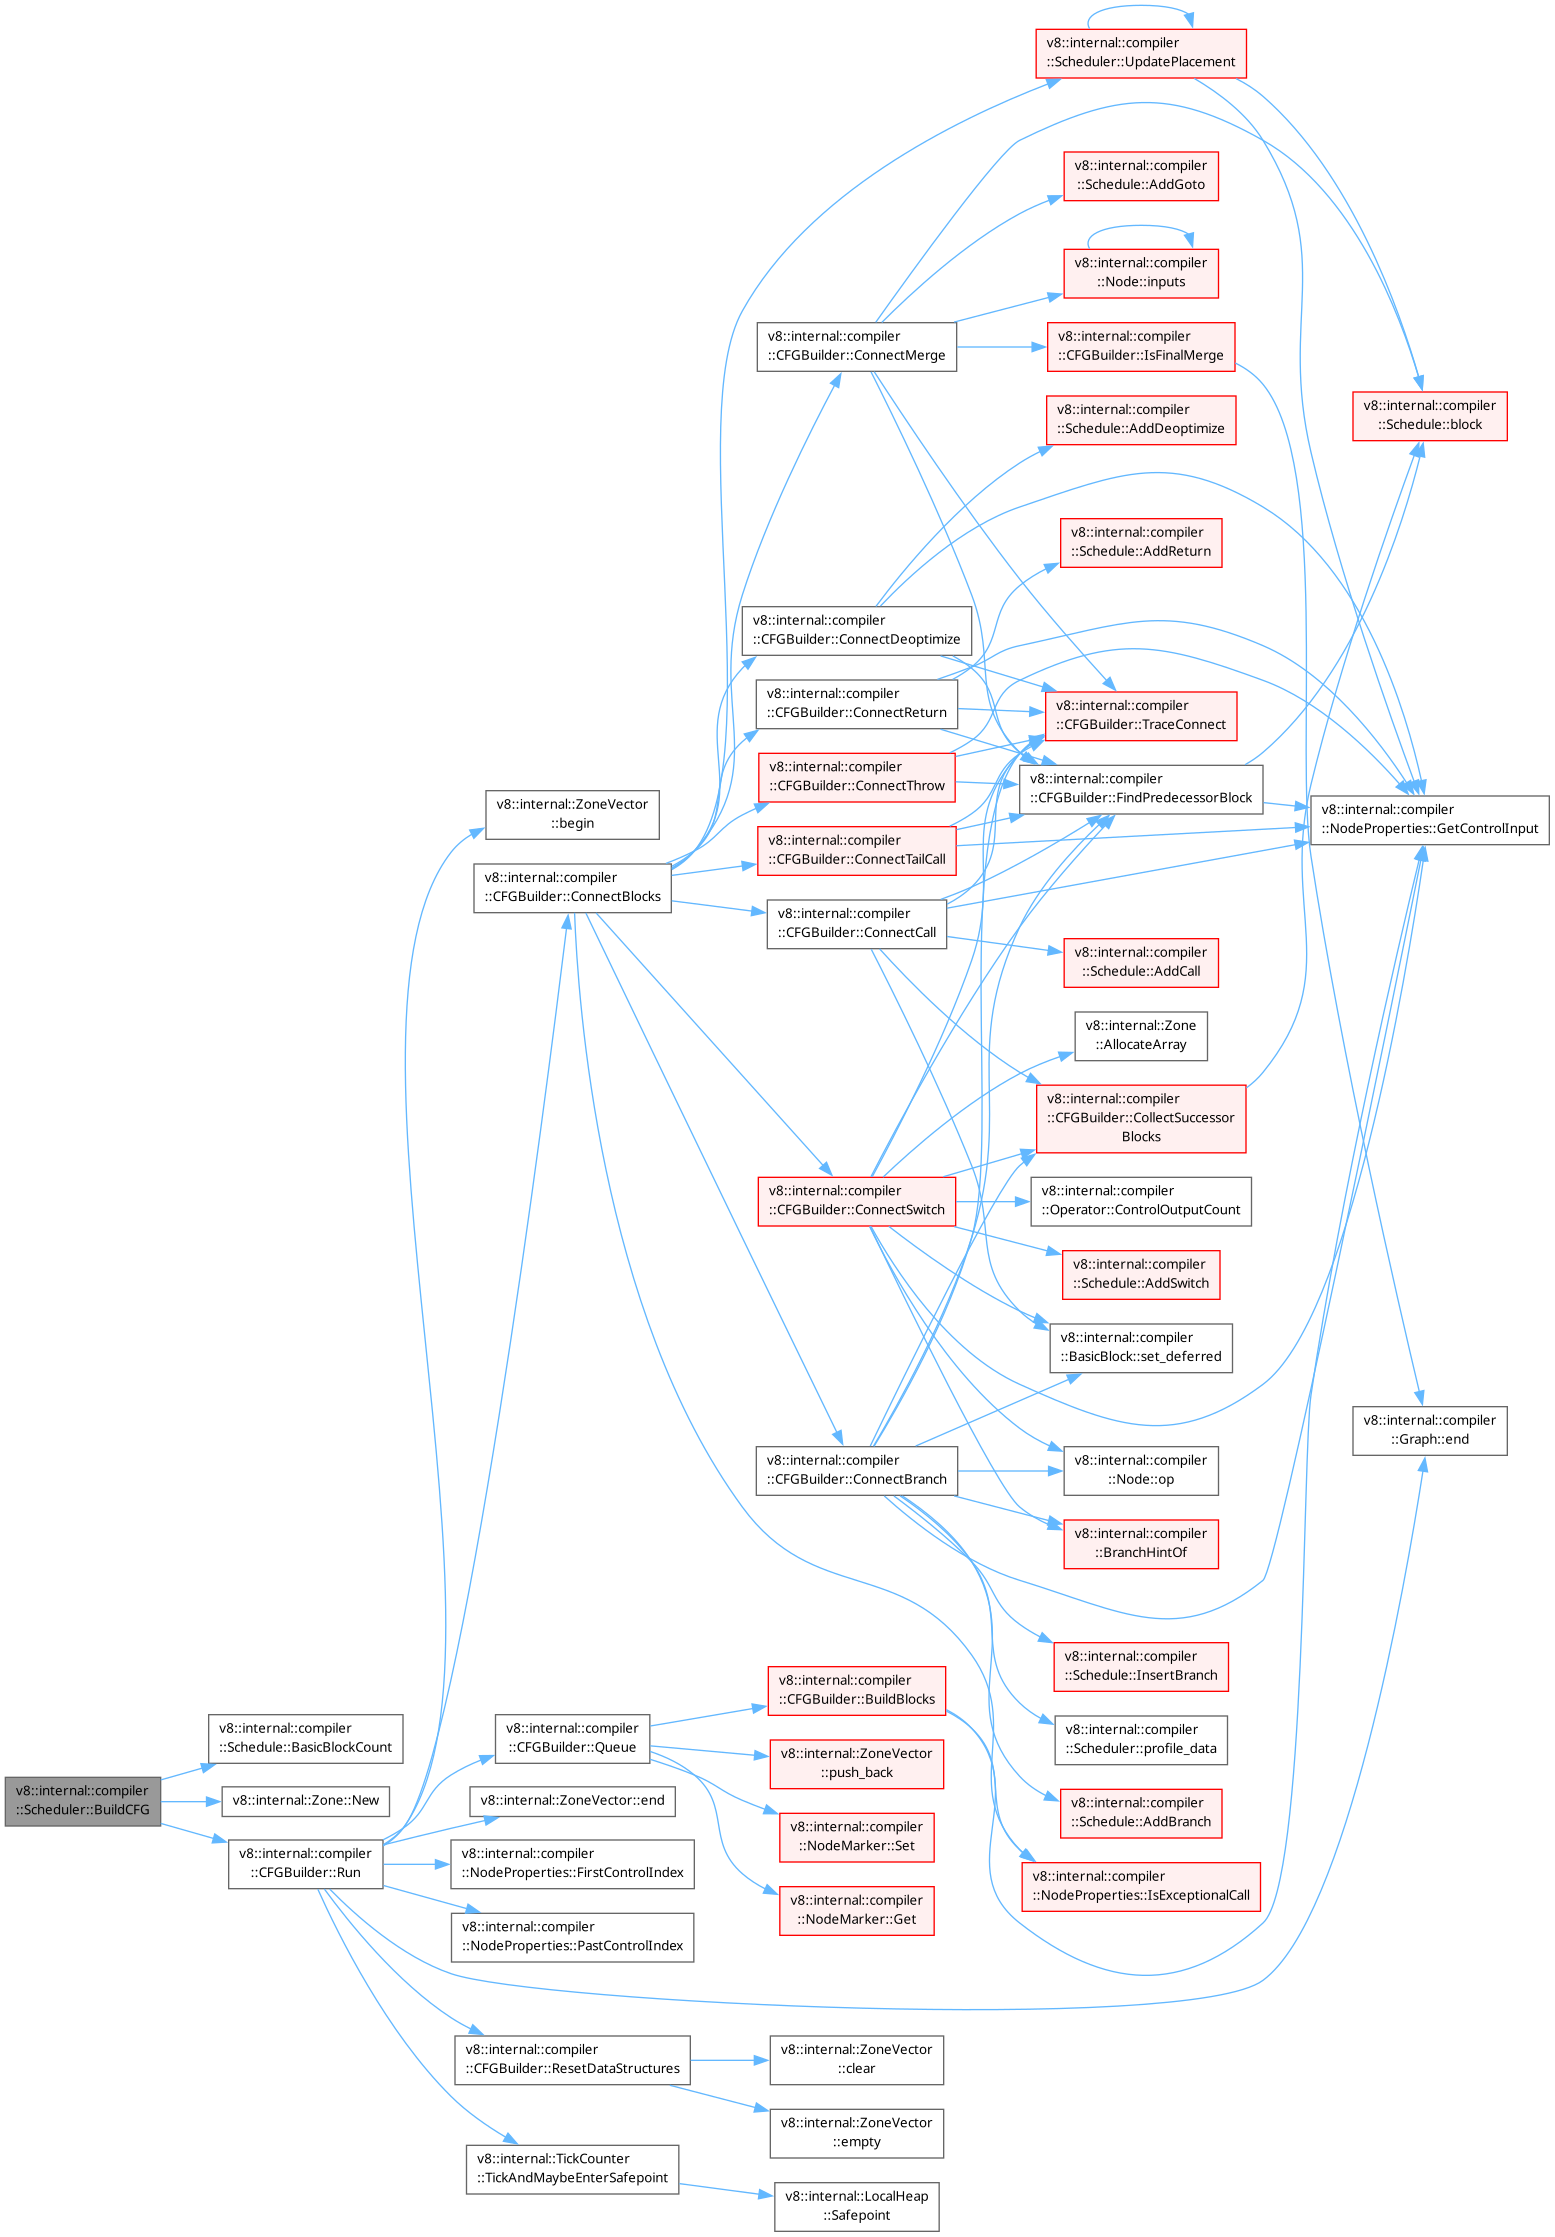 v8::internal::compiler
::Scheduler::UpdatePlacement
v8::internal::compiler
::Schedule::AddGoto
v8::internal::compiler
::Node::inputs
v8::internal::compiler
::CFGBuilder::ConnectMerge
v8::internal::compiler
::CFGBuilder::IsFinalMerge
v8::internal::compiler
::Schedule::block
v8::internal::compiler
::Schedule::AddDeoptimize
v8::internal::compiler
::Schedule::AddReturn
v8::internal::compiler
::CFGBuilder::ConnectDeoptimize
v8::internal::compiler
::CFGBuilder::ConnectReturn
v8::internal::compiler
::CFGBuilder::TraceConnect
v8::internal::compiler
::CFGBuilder::ConnectThrow
v8::internal::compiler
::CFGBuilder::FindPredecessorBlock
v8::internal::compiler
::NodeProperties::GetControlInput
v8::internal::ZoneVector
::begin
v8::internal::compiler
::CFGBuilder::ConnectTailCall
v8::internal::compiler
::CFGBuilder::ConnectBlocks
v8::internal::compiler
::CFGBuilder::ConnectCall
v8::internal::compiler
::Schedule::AddCall
v8::internal::Zone
::AllocateArray
v8::internal::compiler
::CFGBuilder::CollectSuccessor
Blocks
v8::internal::compiler
::CFGBuilder::ConnectSwitch
v8::internal::compiler
::Operator::ControlOutputCount
v8::internal::compiler
::Schedule::AddSwitch
v8::internal::compiler
::BasicBlock::set_deferred
v8::internal::compiler
::Graph::end
v8::internal::compiler
::CFGBuilder::ConnectBranch
v8::internal::compiler
::Node::op
v8::internal::compiler
::BranchHintOf
v8::internal::compiler
::Schedule::InsertBranch
v8::internal::compiler
::CFGBuilder::BuildBlocks
v8::internal::compiler
::Schedule::BasicBlockCount
v8::internal::compiler
::CFGBuilder::Queue
v8::internal::compiler
::Scheduler::profile_data
v8::internal::ZoneVector
::push_back
v8::internal::compiler
::Scheduler::BuildCFG
v8::internal::Zone::New
v8::internal::ZoneVector::end
v8::internal::compiler
::Schedule::AddBranch
v8::internal::compiler
::NodeMarker::Set
v8::internal::compiler
::CFGBuilder::Run
v8::internal::compiler
::NodeProperties::FirstControlIndex
v8::internal::compiler
::NodeProperties::IsExceptionalCall
v8::internal::compiler
::NodeMarker::Get
v8::internal::compiler
::NodeProperties::PastControlIndex
v8::internal::compiler
::CFGBuilder::ResetDataStructures
v8::internal::ZoneVector
::clear
v8::internal::ZoneVector
::empty
v8::internal::TickCounter
::TickAndMaybeEnterSafepoint
v8::internal::LocalHeap
::Safepoint